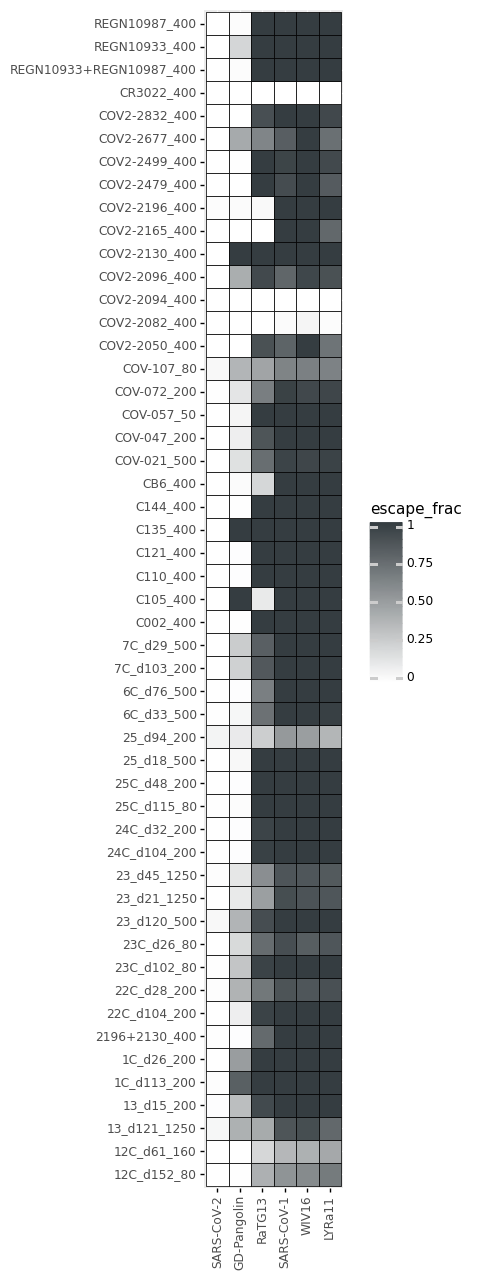 REGN10987_400
REGN10933_400
REGN10933+REGN10987_400
CR3022_400
COV2-2832_400
COV2-2677_400
COV2-2499_400
COV2-2479_400
COV2-2196_400
COV2-2165_400
COV2-2130_400
COV2-2096_400
COV2-2094_400
COV2-2082_400
COV2-2050_400
COV-107_80
COV-072_200
COV-057_50
COV-047_200
COV-021_500
CB6_400
C144_400
C135_400
C121_400
C110_400
C105_400
C002_400
7C_d29_500
7C_d103_200
6C_d76_500
6C_d33_500
25_d94_200
25_d18_500
25C_d48_200
25C_d115_80
24C_d32_200
24C_d104_200
23_d45_1250
23_d21_1250
23_d120_500
23C_d26_80
23C_d102_80
22C_d28_200
22C_d104_200
2196+2130_400
1C_d26_200
1C_d113_200
13_d15_200
13_d121_1250
12C_d61_160
12C_d152_80
SARS-CoV-2
GD-Pangolin
RaTG13
SARS-CoV-1
WIV16
LYRa11
escape_frac
1
0.75
0.50
0.25
0